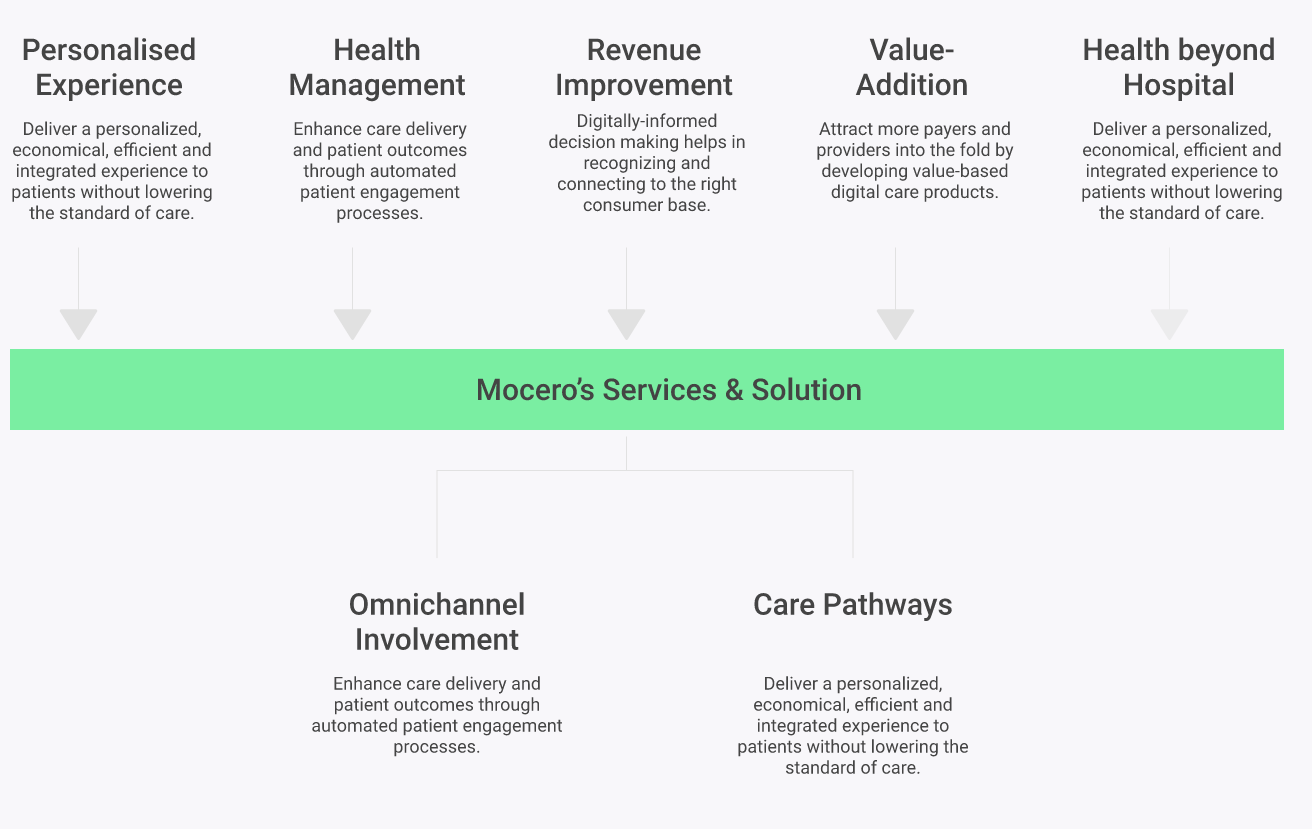 Personalised
Experience
Deliver a personalized,
economical, efficient and
integrated experience to
patients without lowering
the standard of care.
Health
Management
Enhance care delivery
and patient outcomes
through automated
patient engagement
processes.
Revenue
Improvement
Digitally-informed
decision making helps in
recognizing and
connecting to the right
consumer base.
Value-
Addition
Attract more payers and
providers into the fold by
developing value-based
digital care products.
Health beyond
Hospital
Deliver a personalized,
economical, efficient and
integrated experience to
patients without lowering
the standard of care.
Mocero’s Services & Solution
Omnichannel
Involvement
Enhance care delivery and
patient outcomes through
automated patient engagement
processes.
Care Pathways
Deliver a personalized,
economical, efficient and
integrated experience to
patients without lowering the
standard of care.